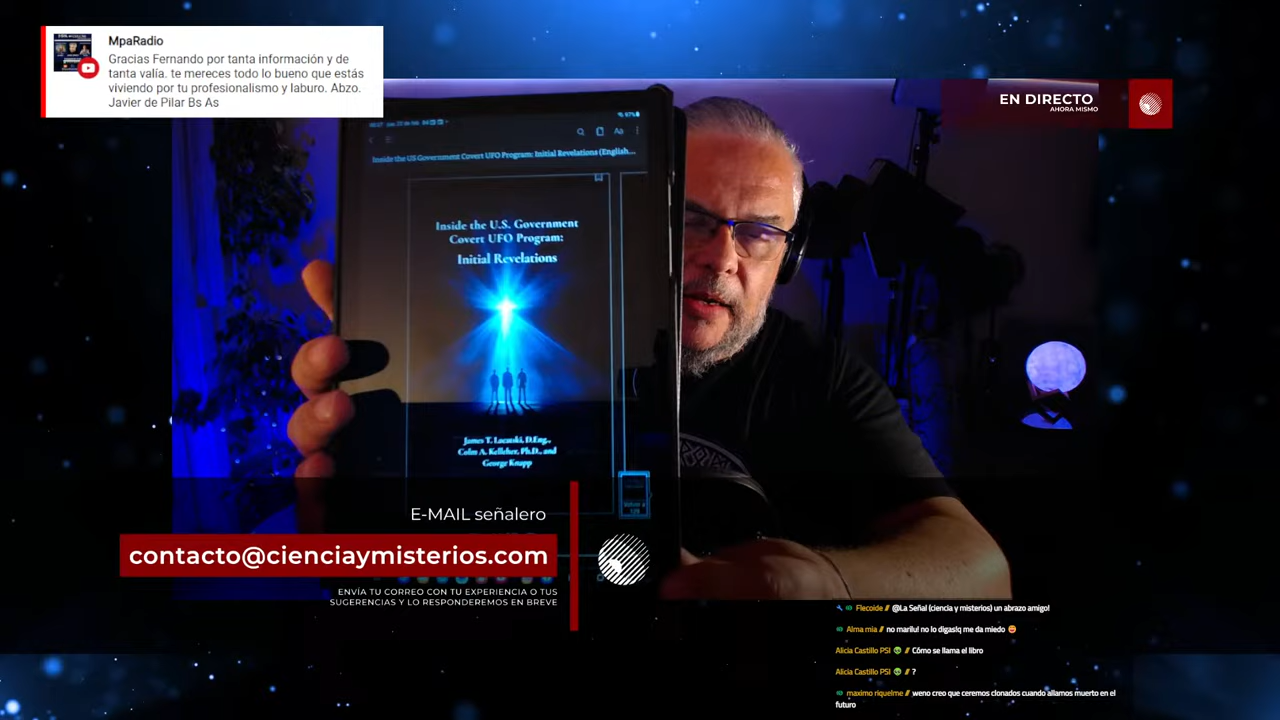 MpaRadio
Gracias Fernando por tanta información y de
tanta valía. te mereces todo lo bueno que estás
viviendo por tu profesionalismo y laburo. Abzo.
Javier de Pilar Bs As
EN DIRECTO
AHORA MISMO
Aa
Inside the US Government Covert UFO Program: Initial Revelations (English...
Inside the U.S. Government
Covert UFO Program:
Initial Revelations
James T. Lacatski, D.Eng.,
Colm A. Kelleher, Ph.D., and
George Knapp
E-MAIL señalero
contacto@cienciaymisterios.com
ENVÍA TU CORREO CON TU EXPERIENCIA O TUS
SUGERENCIAS Y LO RESPONDEREMOS EN BREVE
Flecoide // @La Señal (ciencia y misterios) un abrazo amigo!
Alma mia // no marilu! no lo digas!q me da miedo
Alicia Castillo PSI // Cómo se llama el libro
Alicia Castillo PSI // ?
maximo riquelme // weno creo que ceremos clonados cuando allamos muerto en el
futuro